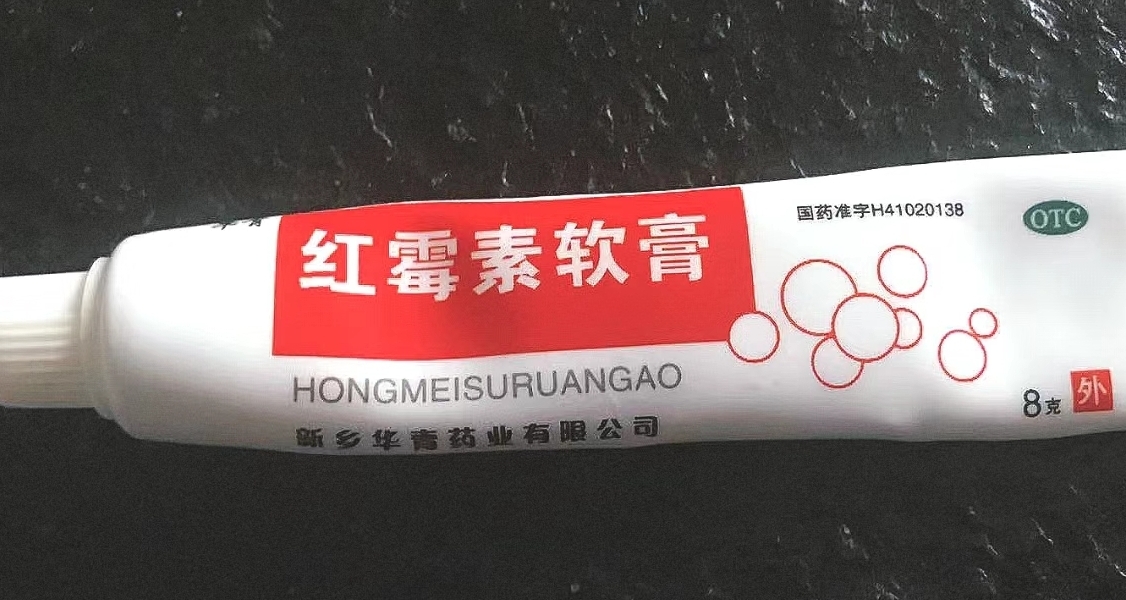 红霉素软膏
HONGMEISURUANGAO
新乡华青药业有限公司
国药准字H41020138
OTC
8克
外